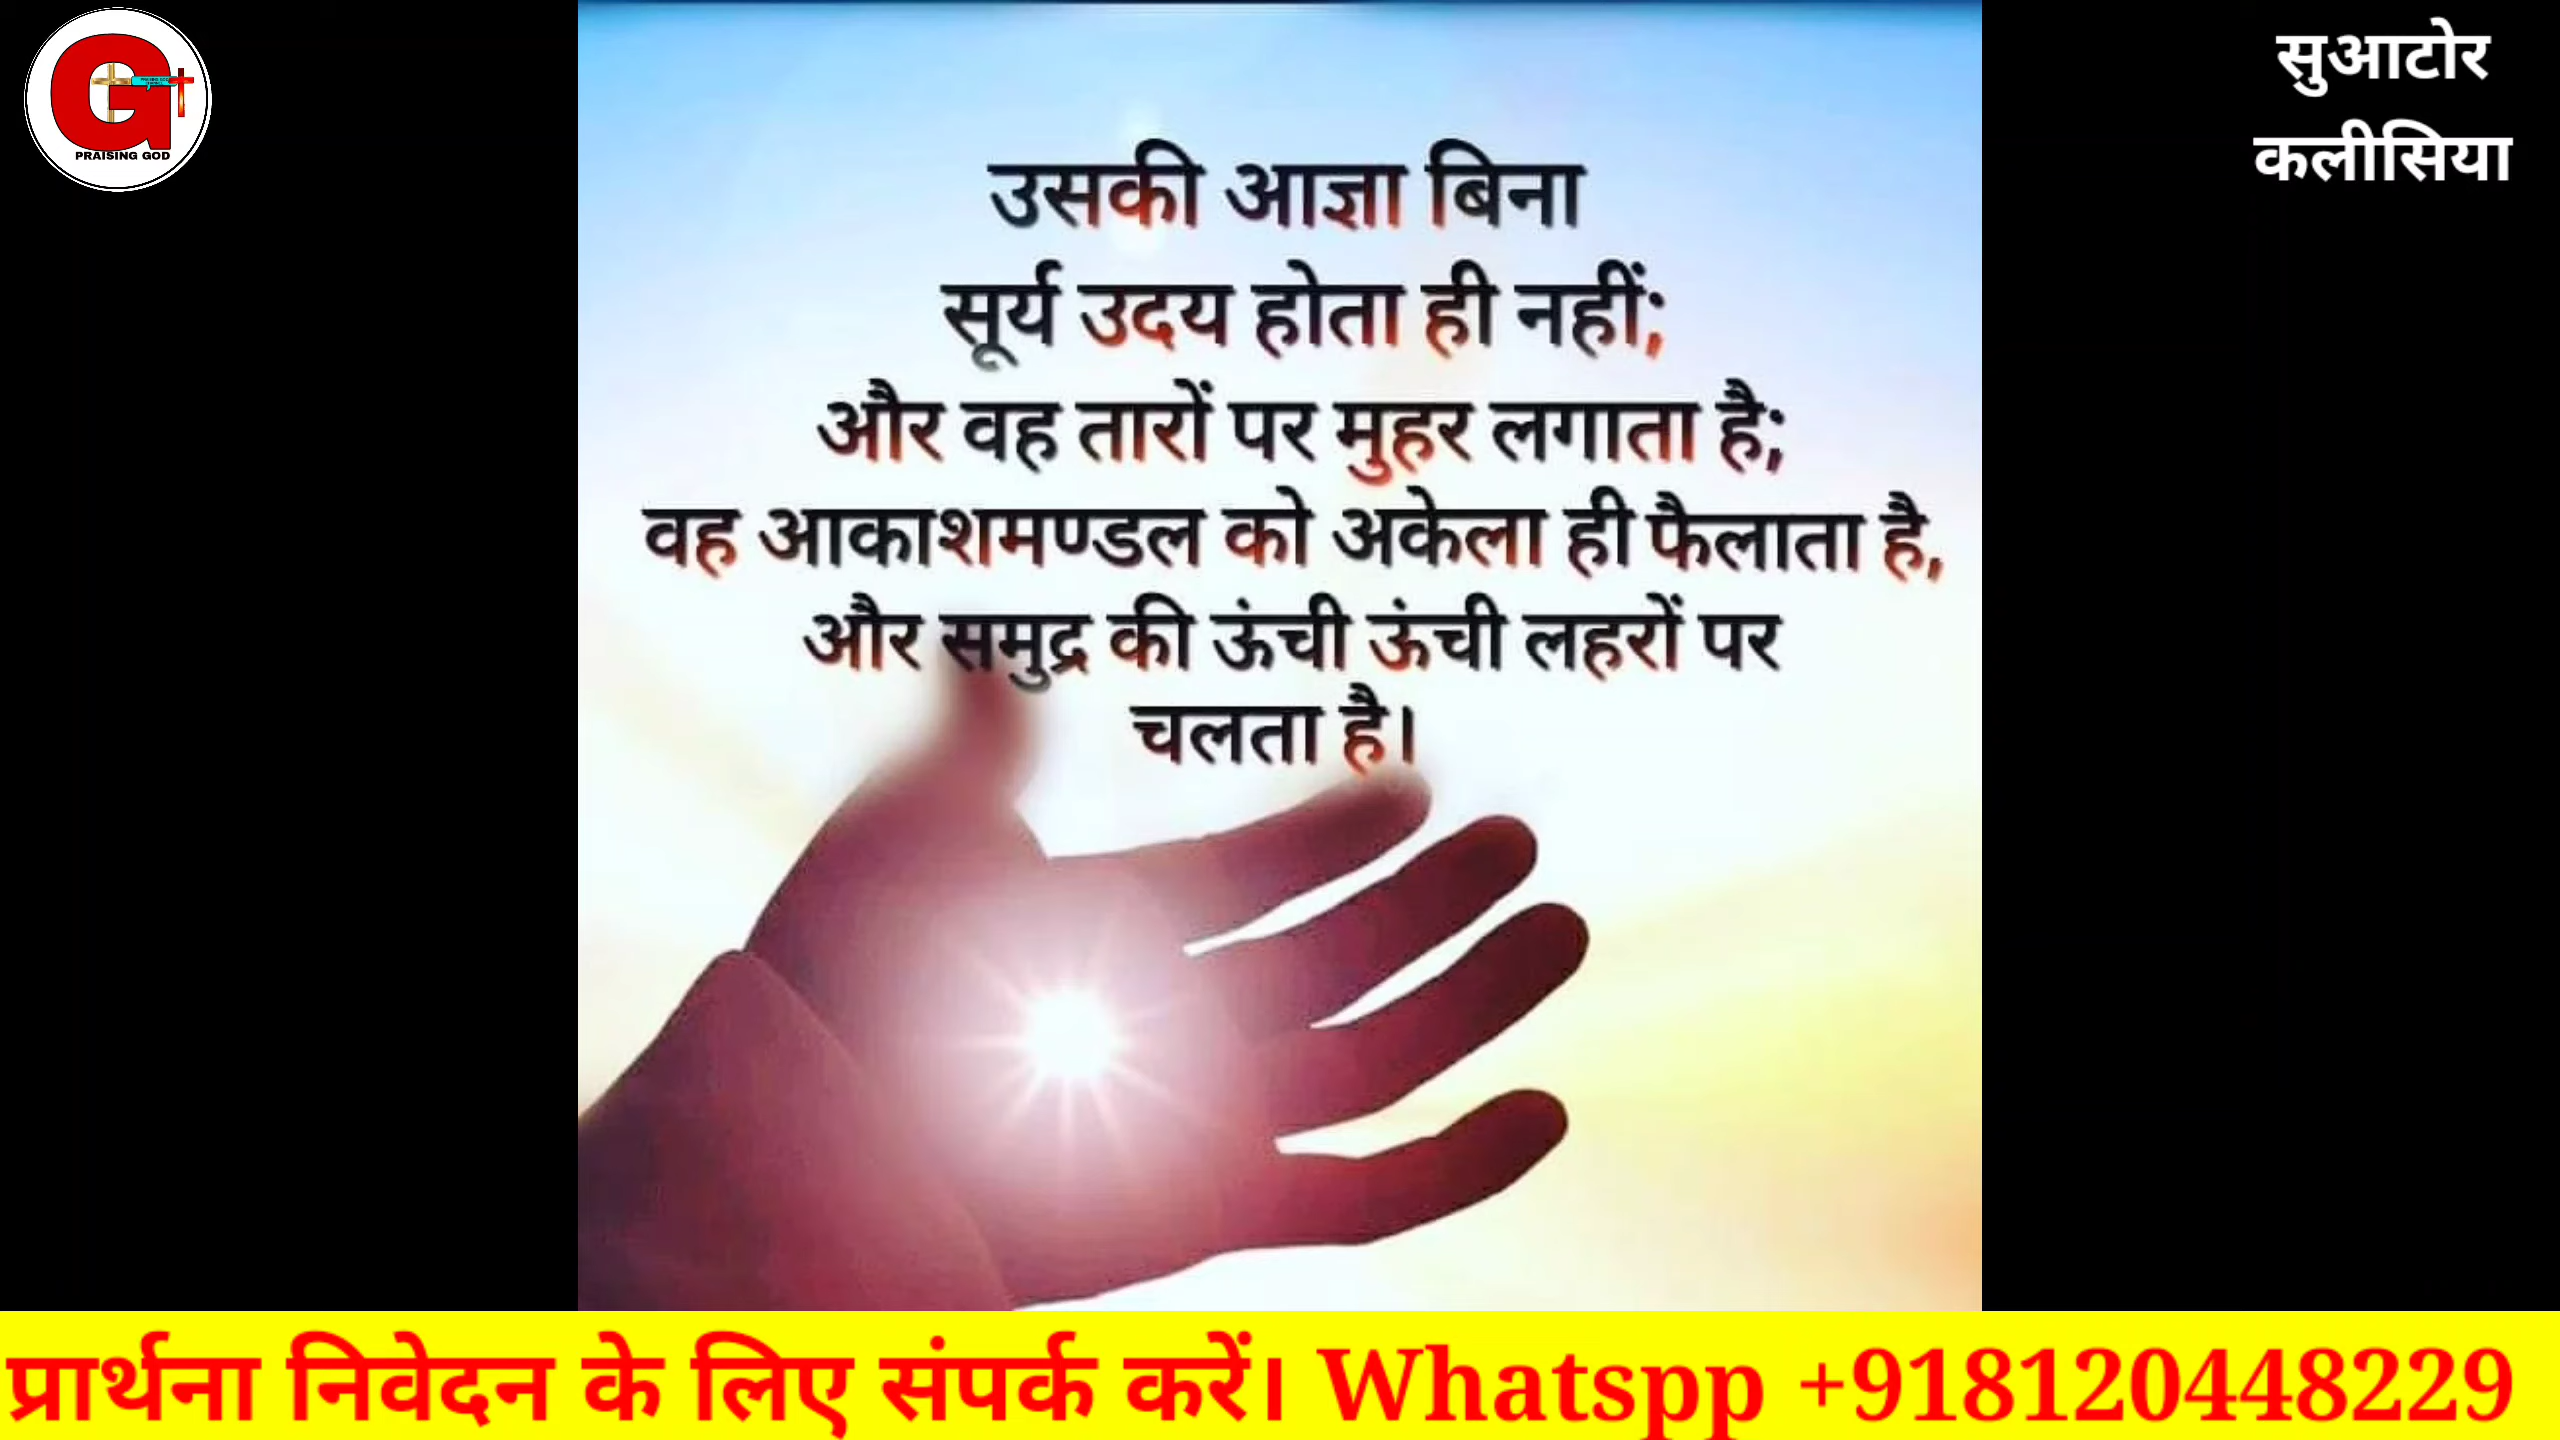 PRAISING GOD
सुआटोर
कलीसिया
उसकी आज्ञा बिना
सूर्य उदय होता ही नहीं;
और वह तारों पर मुहर लगाता है;
वह आकाशमण्डल को अकेला ही फैलाता है,
और समुद्र की ऊंची ऊंची लहरों पर
चलता है।
प्रार्थना निवेदन के लिए संपर्क करें। Whatspp +918120448229